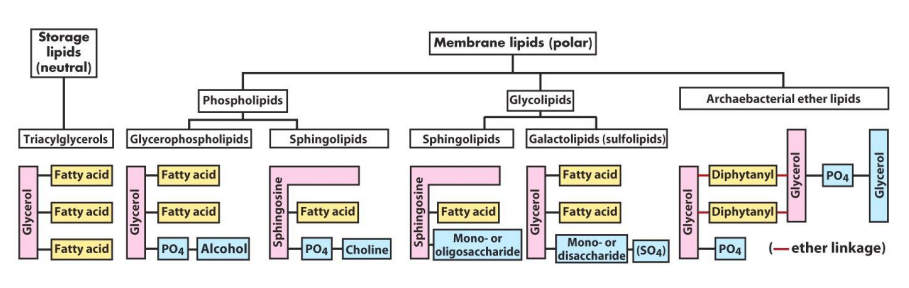 Storage
lipids
(neutral)
Membrane lipids (polar)
Phospholipids
Glycolipids
Archaebacterial ether lipids
Triacylglycerols
Glycerophospholipids
Sphingolipids
Sphingolipids
Galactolipids (sulfolipids)
Glycerol
Fatty acid
Fatty acid
Fatty acid
Glycerol
Fatty acid
Fatty acid
PO4
Alcohol
Sphingosine
Fatty acid
PO4
Choline
Sphingosine
Fatty acid
Mono- or
oligosaccharide
Glycerol
Fatty acid
Fatty acid
Mono- or
disaccharide
(SO4)
Glycerol
Diphytanyl
Diphytanyl
PO4
Glycerol
PO4
Glycerol
(— ether linkage)